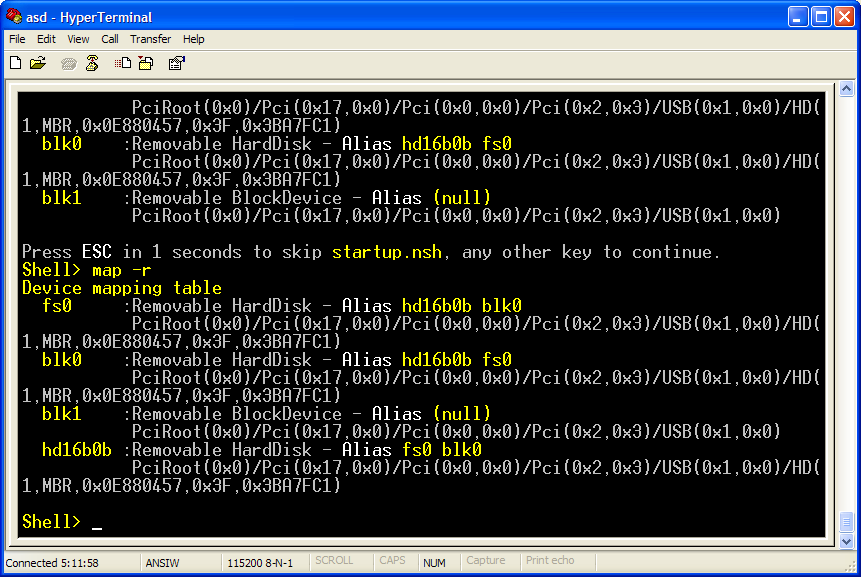 asd - HyperTerminal
File Edit View Call Transfer Help
PciRoot(0x0)/Pci(0x17,0x0)/Pci(0x0,0x0)/Pci(0x2,0x3)/USB(0x1,0x0)/HD(
1,MBR,0x0E880457,0x3F,0x3BA7FC1)
blk0 :Removable HardDisk - Alias hd16b0b fs0
PciRoot(0x0)/Pci(0x17,0x0)/Pci(0x0,0x0)/Pci(0x2,0x3)/USB(0x1,0x0)/HD(
1,MBR,0x0E880457,0x3F,0x3BA7FC1)
blk1 :Removable BlockDevice - Alias (null)
PciRoot(0x0)/Pci(0x17,0x0)/Pci(0x0,0x0)/Pci(0x2,0x3)/USB(0x1,0x0)
Press ESC in 1 seconds to skip startup.nsh, any other key to continue.
Shell> map -r
Device mapping table
fs0 :Removable HardDisk - Alias hd16b0b blk0
PciRoot(0x0)/Pci(0x17,0x0)/Pci(0x0,0x0)/Pci(0x2,0x3)/USB(0x1,0x0)/HD(
1,MBR,0x0E880457,0x3F,0x3BA7FC1)
blk0 :Removable HardDisk - Alias hd16b0b fs0
PciRoot(0x0)/Pci(0x17,0x0)/Pci(0x0,0x0)/Pci(0x2,0x3)/USB(0x1,0x0)/HD(
1,MBR,0x0E880457,0x3F,0x3BA7FC1)
blk1 :Removable BlockDevice - Alias (null)
PciRoot(0x0)/Pci(0x17,0x0)/Pci(0x0,0x0)/Pci(0x2,0x3)/USB(0x1,0x0)
hd16b0b :Removable HardDisk - Alias fs0 blk0
PciRoot(0x0)/Pci(0x17,0x0)/Pci(0x0,0x0)/Pci(0x2,0x3)/USB(0x1,0x0)/HD(
1,MBR,0x0E880457,0x3F,0x3BA7FC1)
Shell> _
Connected 5:11:58 ANSIW 115200 8-N-1 SCROLL CAPS NUM Capture Print echo